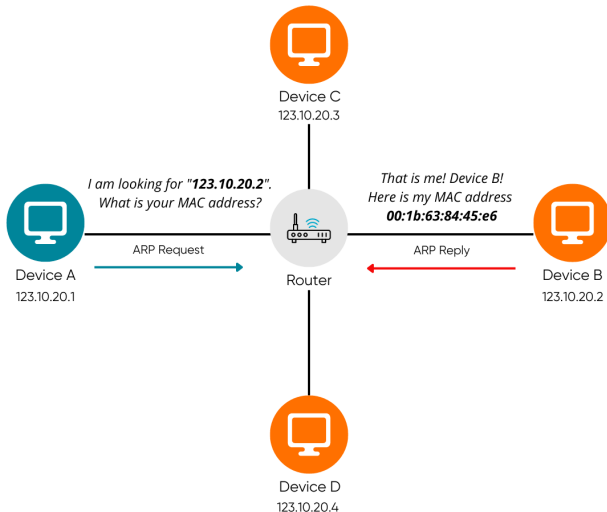 Device C
123.10.20.3
I am looking for "123.10.20.2".
What is your MAC address?
That is me! Device B!
Here is my MAC address
00:1b:63:84:45:e6
ARP Request
ARP Reply
Device A
123.10.20.1
Router
Device B
123.10.20.2
Device D
123.10.20.4